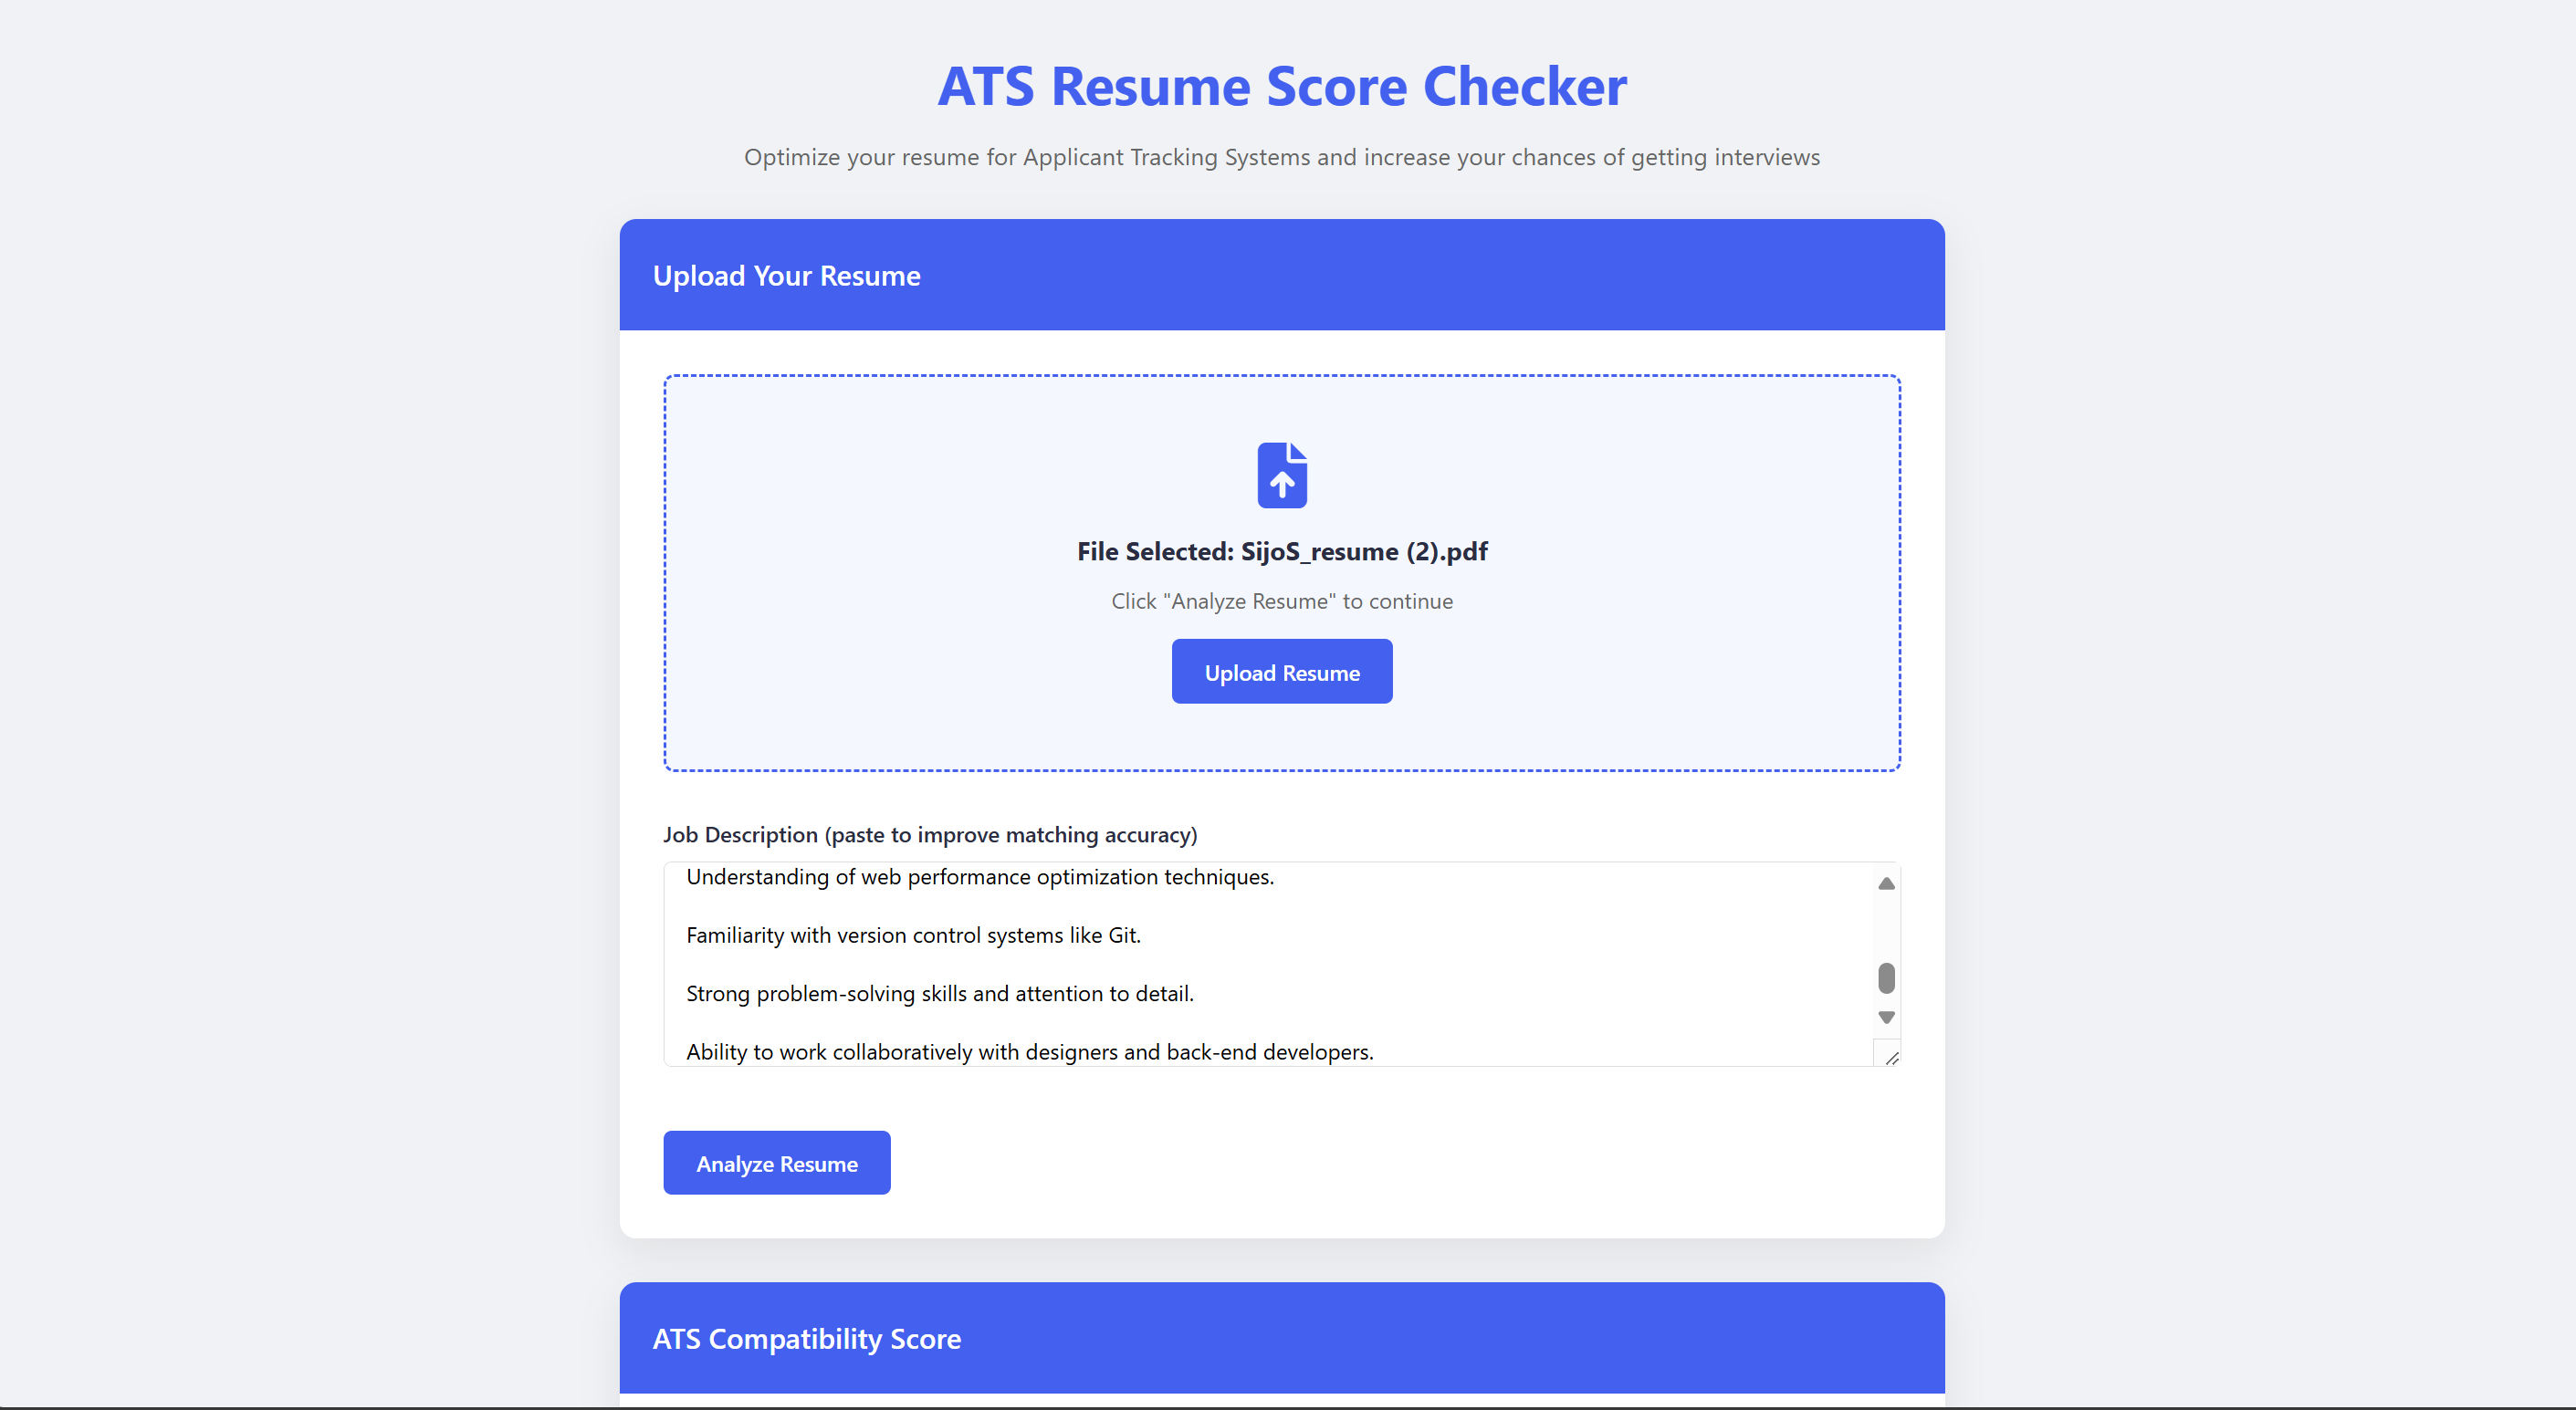 ATS Resume Score Checker
Optimize your resume for Applicant Tracking Systems and increase your chances of getting interviews
Upload Your Resume
File Selected: SijoS_resume (2).pdf
Click "Analyze Resume" to continue
Upload Resume
Job Description (paste to improve matching accuracy)
Understanding of web performance optimization techniques.
Familiarity with version control systems like Git.
Strong problem-solving skills and attention to detail.
Ability to work collaboratively with designers and back-end developers.
Analyze Resume
ATS Compatibility Score